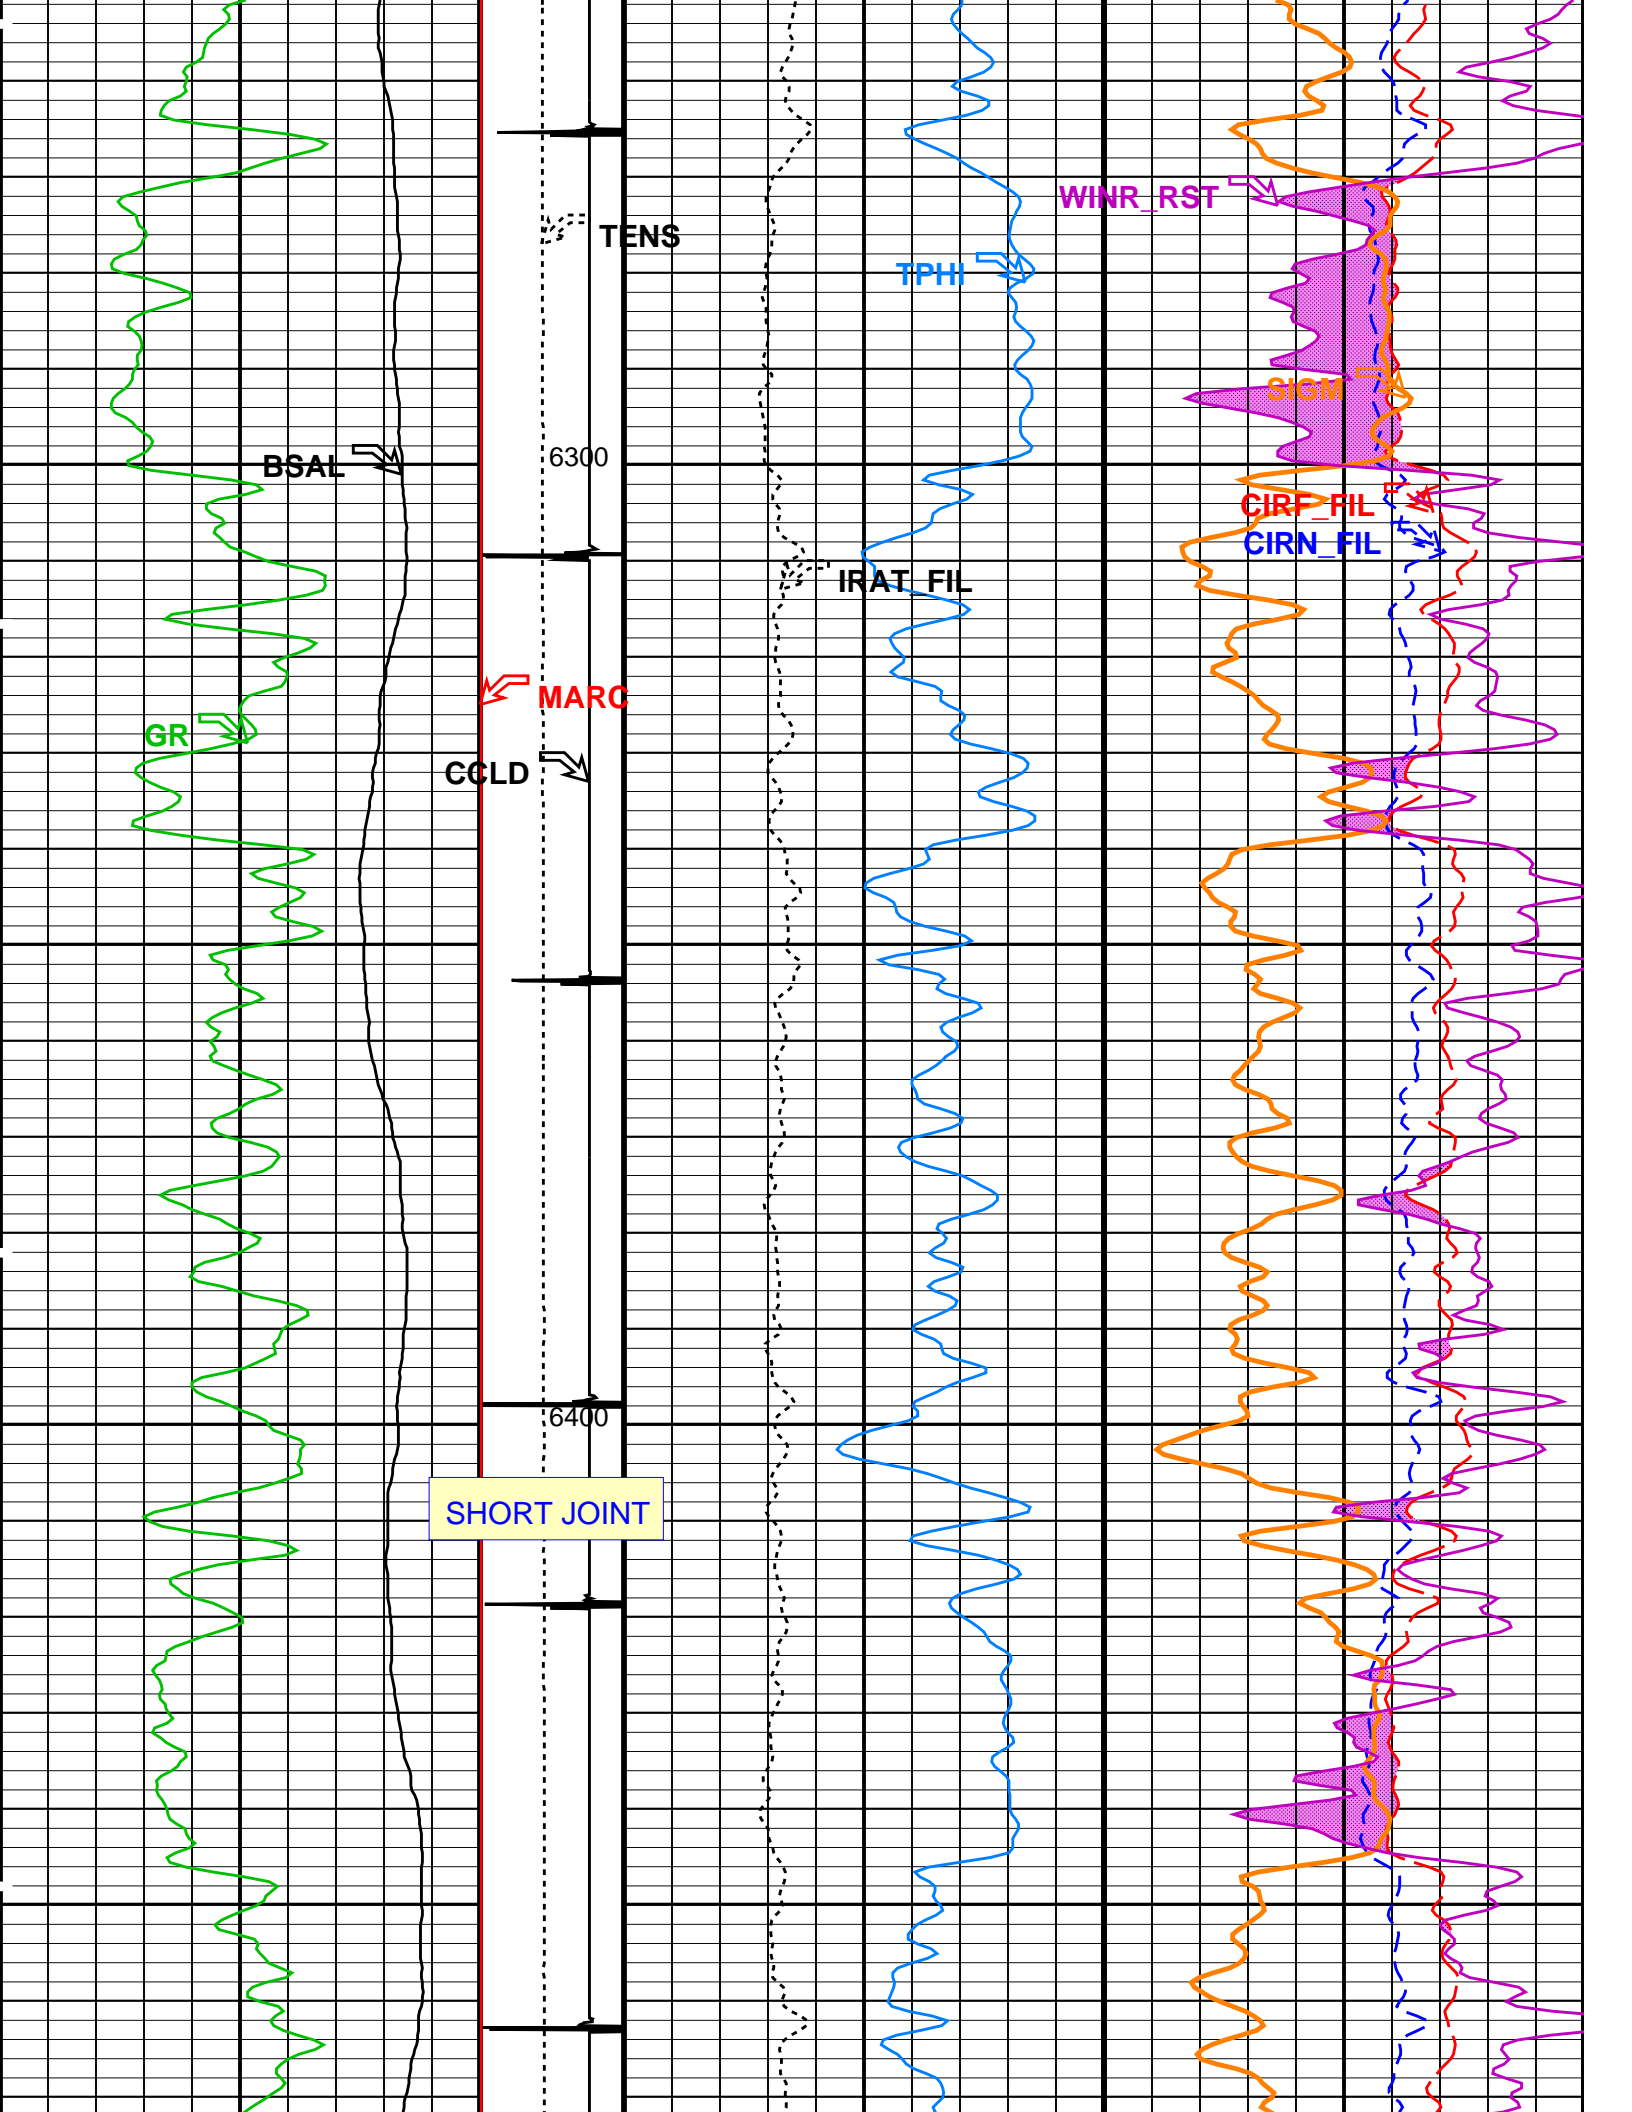 WINR_RST
TENS
TPHI
SIGM
6300
BSAL
CIRF_FIL
CIRN_FIL
IRAT_FIL
MARC
GR
CCLD
6400
SHORT JOINT